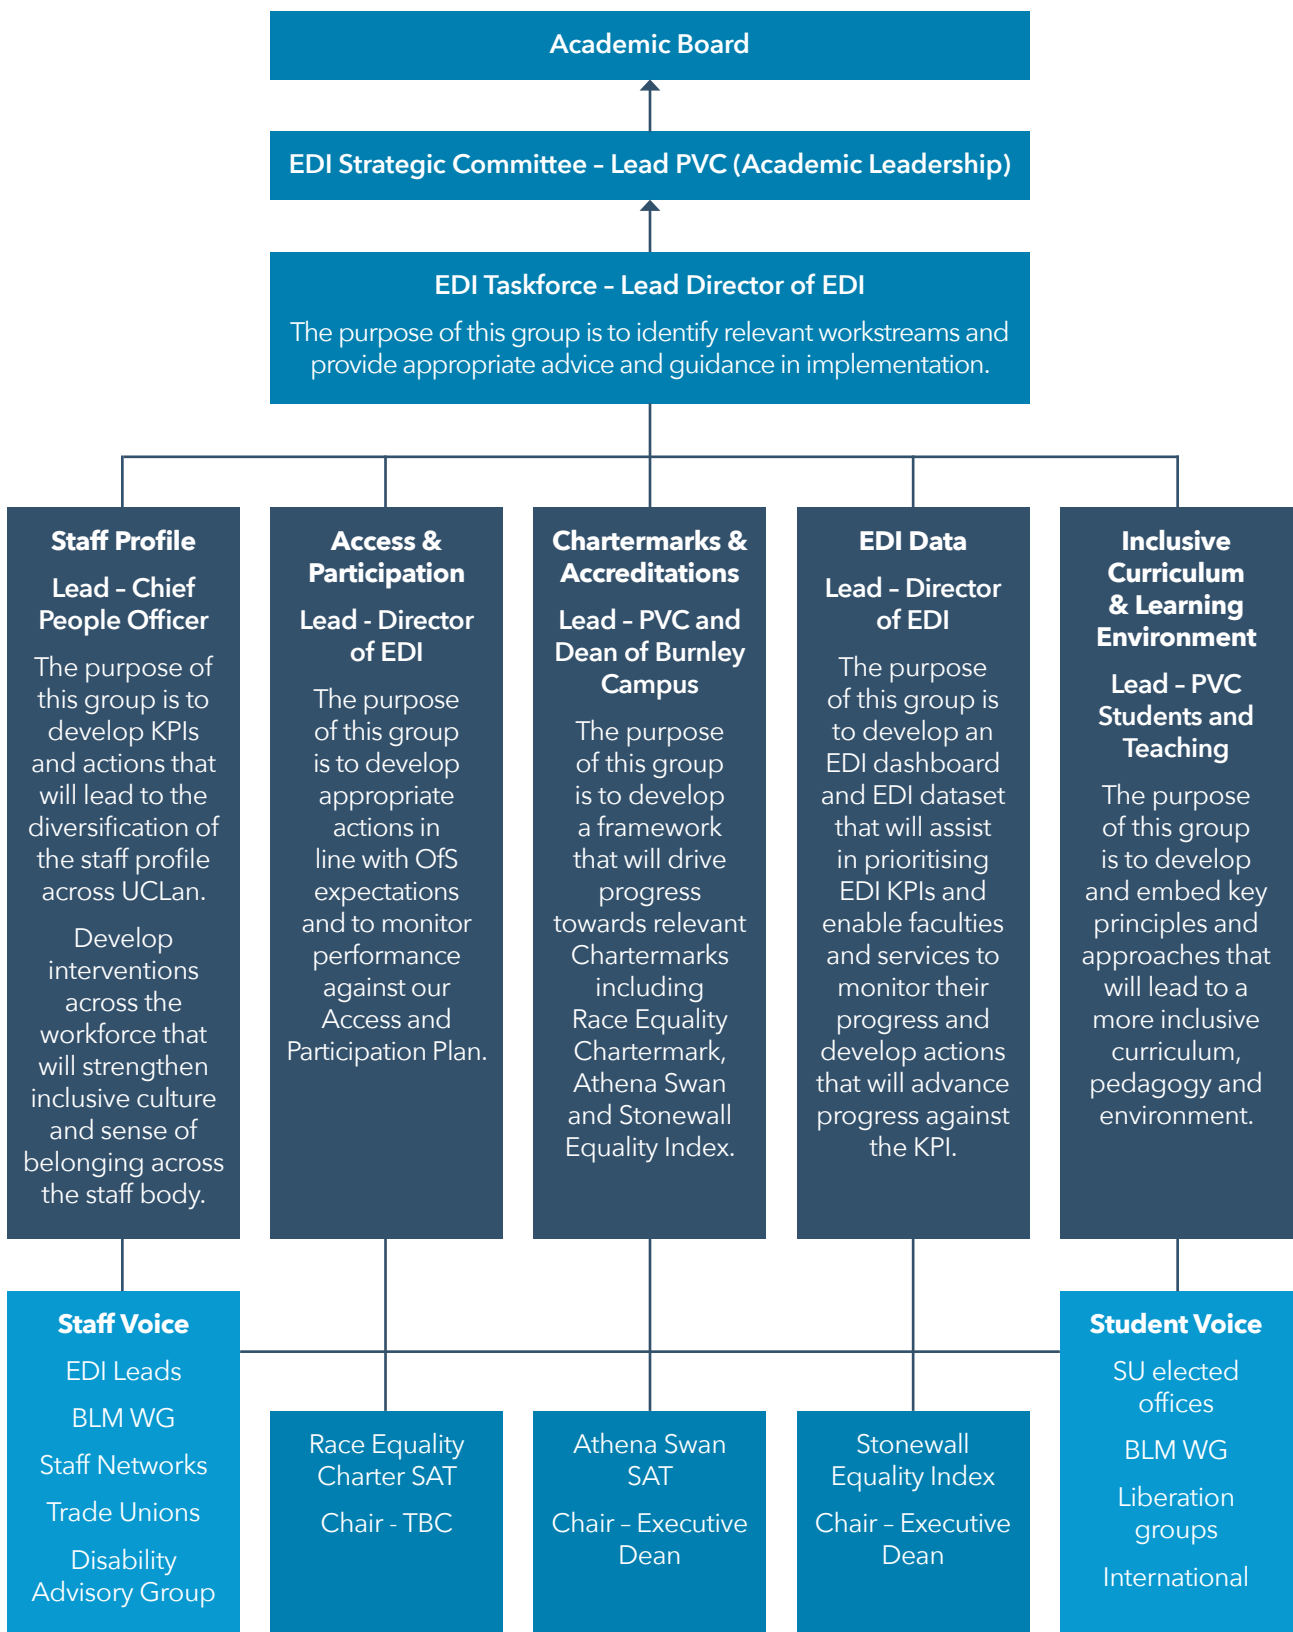 Academic Board
EDI Strategic Committee – Lead PVC (Academic Leadership)
EDI Taskforce – Lead Director of EDI
The purpose of this group is to identify relevant workstreams and
provide appropriate advice and guidance in implementation.
Staff Profile
Lead – Chief
People Officer
The purpose of
this group is to
develop KPIs
and actions that
will lead to the
diversification of
the staff profile
across UCLan.
Develop
interventions
across the
workforce that
will strengthen
inclusive culture
and sense of
belonging across
the staff body.
Access &
Participation
Lead - Director
of EDI
The purpose
of this group
is to develop
appropriate
actions in
line with OfS
expectations
and to monitor
performance
against our
Access and
Participation Plan.
Chartermarks &
Accreditations
Lead – PVC and
Dean of Burnley
Campus
The purpose
of this group
is to develop
a framework
that will drive
progress
towards relevant
Chartermarks
including
Race Equality
Chartermark,
Athena Swan
and Stonewall
Equality Index.
EDI Data
Lead – Director
of EDI
The purpose
of this group is
to develop an
EDI dashboard
and EDI dataset
that will assist
in prioritising
EDI KPIs and
enable faculties
and services to
monitor their
progress and
develop actions
that will advance
progress against
the KPI.
Inclusive
Curriculum
& Learning
Environment
Lead – PVC
Students and
Teaching
The purpose
of this group
is to develop
and embed key
principles and
approaches that
will lead to a
more inclusive
curriculum,
pedagogy and
environment.
Staff Voice
EDI Leads
BLM WG
Staff Networks
Trade Unions
Disability
Advisory Group
Race Equality
Charter SAT
Chair - TBC
Athena Swan
SAT
Chair – Executive
Dean
Stonewall
Equality Index
Chair – Executive
Dean
Student Voice
SU elected
offices
BLM WG
Liberation
groups
International